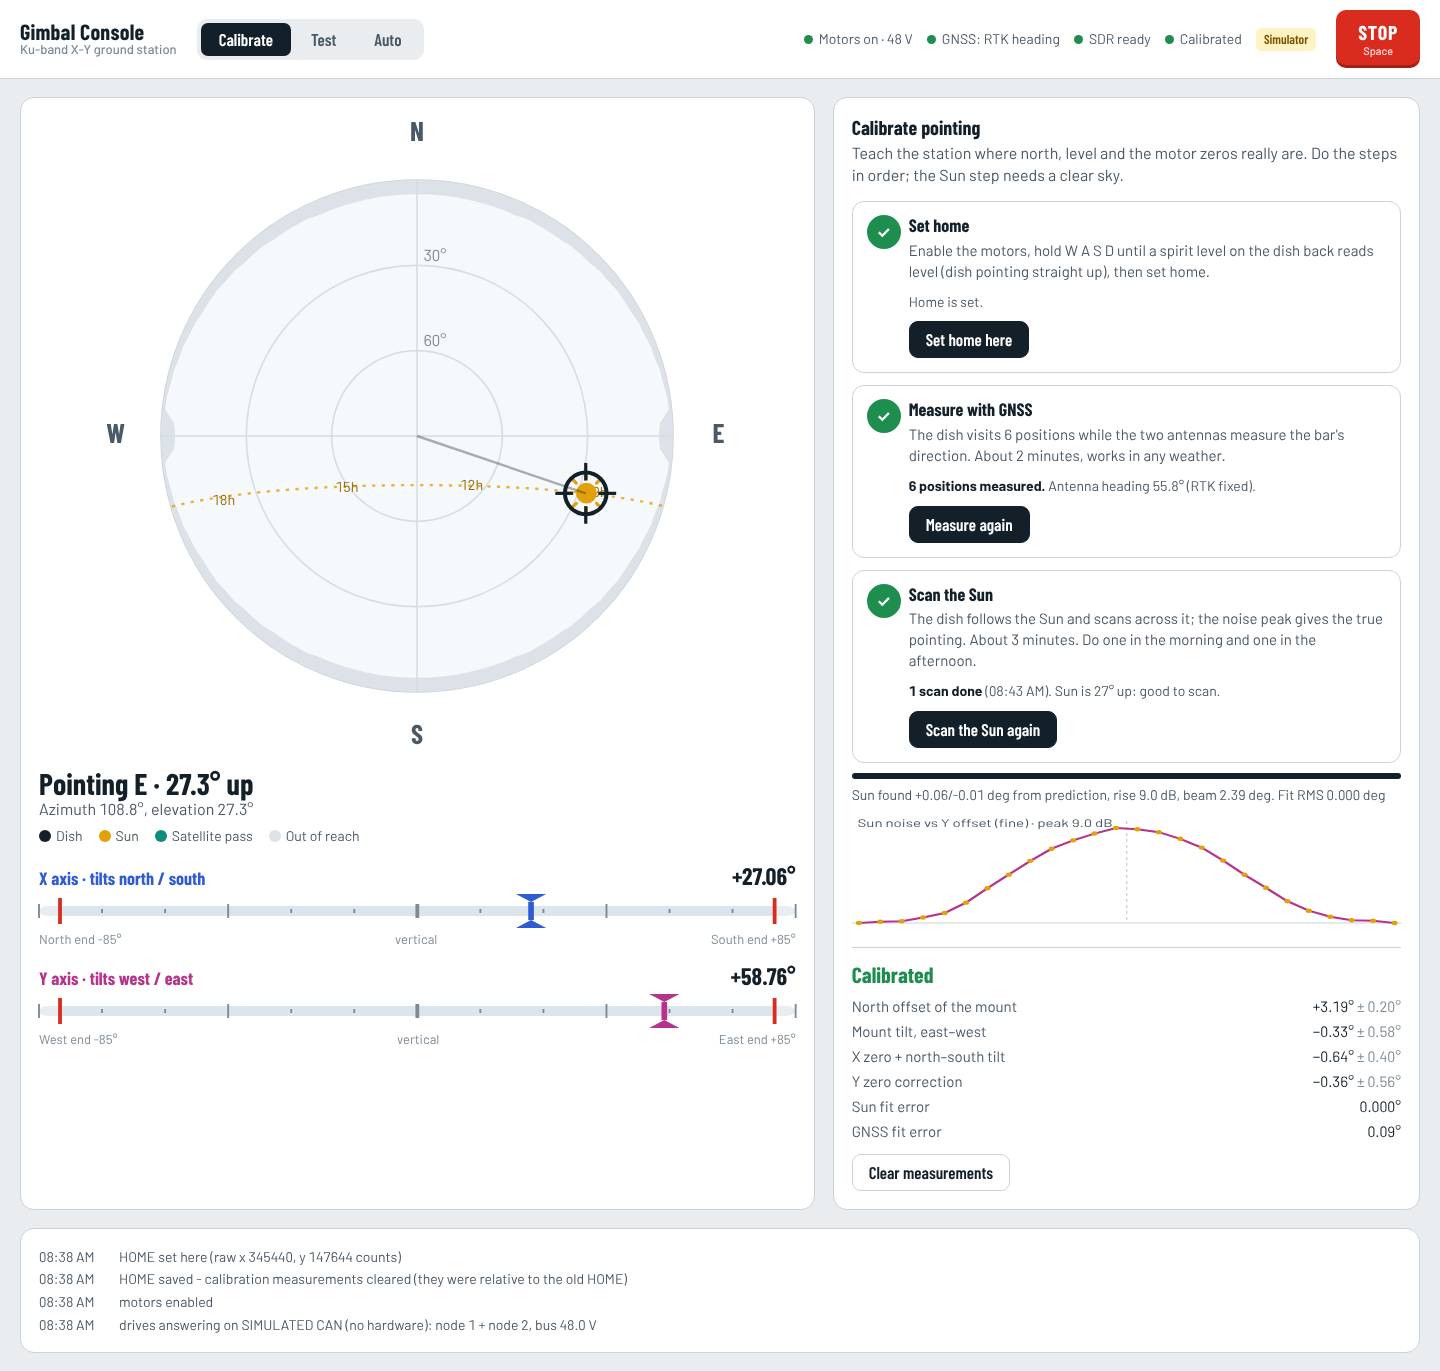 Gimbal Console
Ku-band X-Y ground station
Calibrate
Test
Auto
Motors on · 48 V
GNSS: RTK heading
SDR ready
Calibrated
Simulator
STOP
Space
N
30°
60°
W
E
18h
15h
12h
S
Pointing E · 27.3° up
Azimuth 108.8°, elevation 27.3°
Dish
Sun
Satellite pass
Out of reach
X axis · tilts north / south
+27.06°
North end -85°
vertical
South end +85°
Y axis · tilts west / east
+58.76°
West end -85°
vertical
East end +85°
Calibrate pointing
Teach the station where north, level and the motor zeros really are. Do the steps
in order; the Sun step needs a clear sky.
Set home
Enable the motors, hold W A S D until a spirit level on the dish back reads
level (dish pointing straight up), then set home.
Home is set.
Set home here
Measure with GNSS
The dish visits 6 positions while the two antennas measure the bar's
direction. About 2 minutes, works in any weather.
6 positions measured. Antenna heading 55.8° (RTK fixed).
Measure again
Scan the Sun
The dish follows the Sun and scans across it; the noise peak gives the true
pointing. About 3 minutes. Do one in the morning and one in the
afternoon.
1 scan done (08:43 AM). Sun is 27° up: good to scan.
Scan the Sun again
Sun found +0.06/-0.01 deg from prediction, rise 9.0 dB, beam 2.39 deg. Fit RMS 0.000 deg
Sun noise vs Y offset (fine) · peak 9.0 dB
Calibrated
North offset of the mount
+3.19° ± 0.20°
Mount tilt, east–west
−0.33° ± 0.58°
X zero + north–south tilt
−0.64° ± 0.40°
Y zero correction
−0.36° ± 0.56°
Sun fit error
0.000°
GNSS fit error
0.09°
Clear measurements
08:38 AM HOME set here (raw x 345440, y 147644 counts)
08:38 AM HOME saved - calibration measurements cleared (they were relative to the old HOME)
08:38 AM motors enabled
08:38 AM drives answering on SIMULATED CAN (no hardware): node 1 + node 2, bus 48.0 V